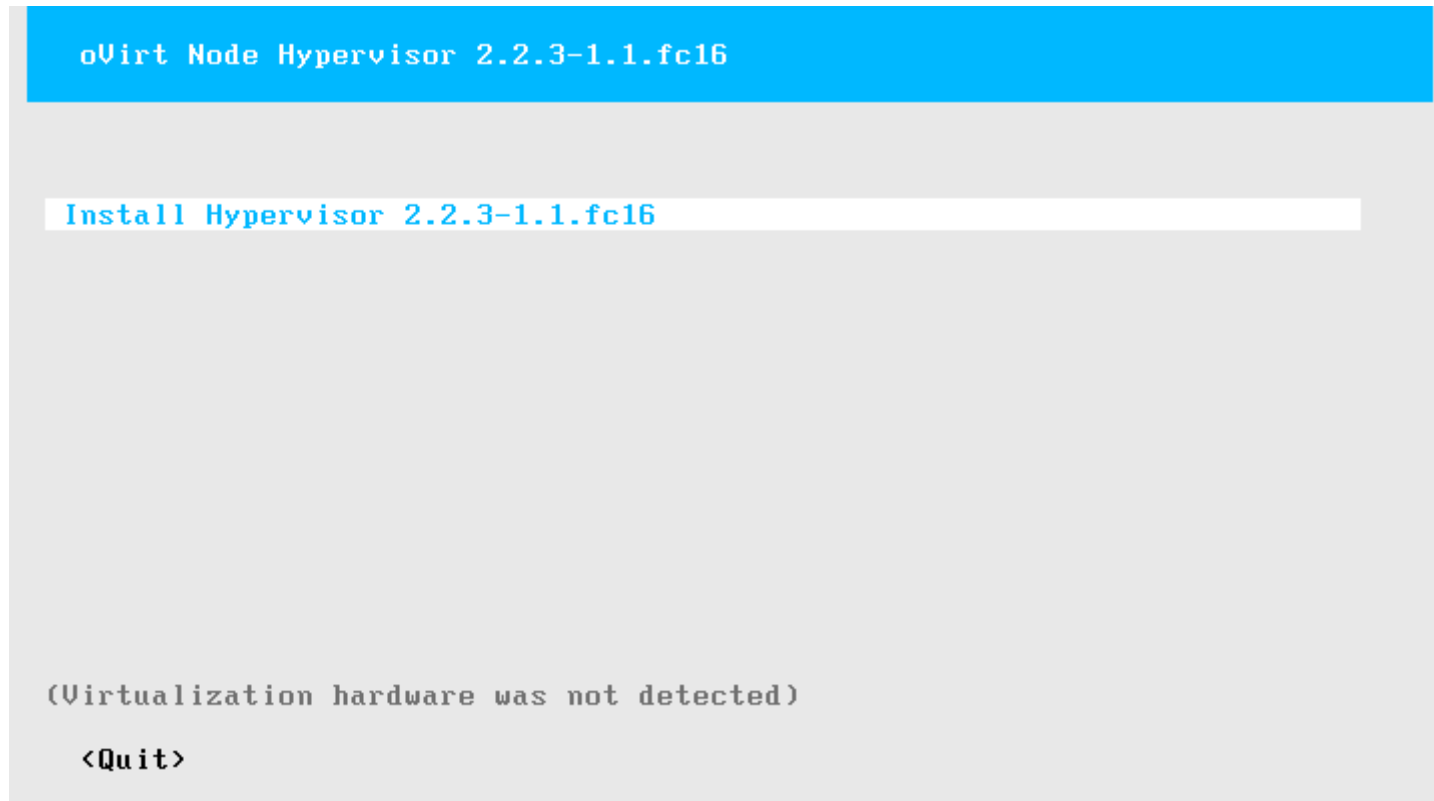 oVirt Node Hypervisor 2.2.3-1.1.fc16
Install Hypervisor 2.2.3-1.1.fc16
(Virtualization hardware was not detected)
<Quit>